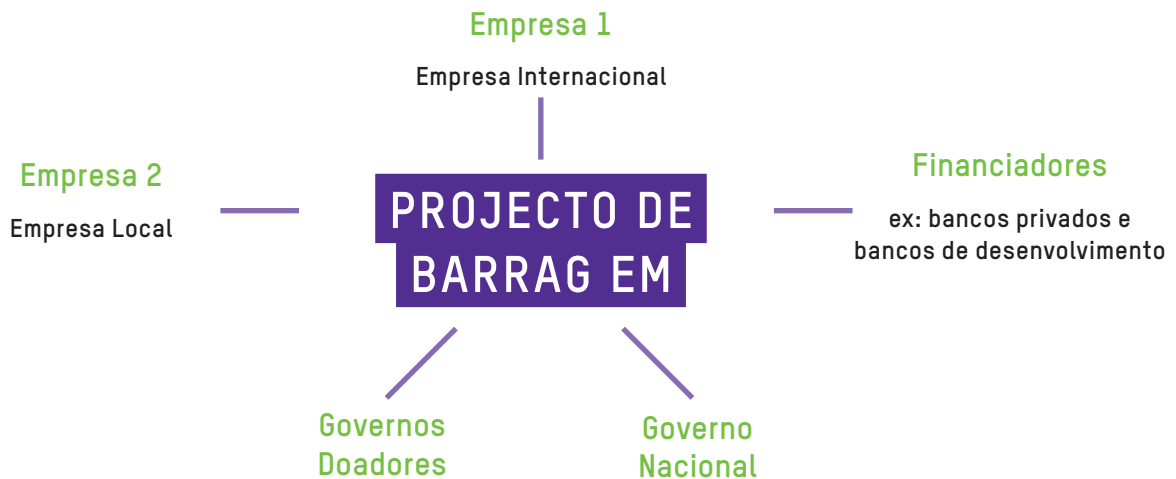 Empresa 1
Empresa Internacional
Empresa 2
Empresa Local
PROJECTO DE
BARRAG EM
Financiadores
ex: bancos privados e
bancos de desenvolvimento
Governos
Doadores
Governo
Nacional